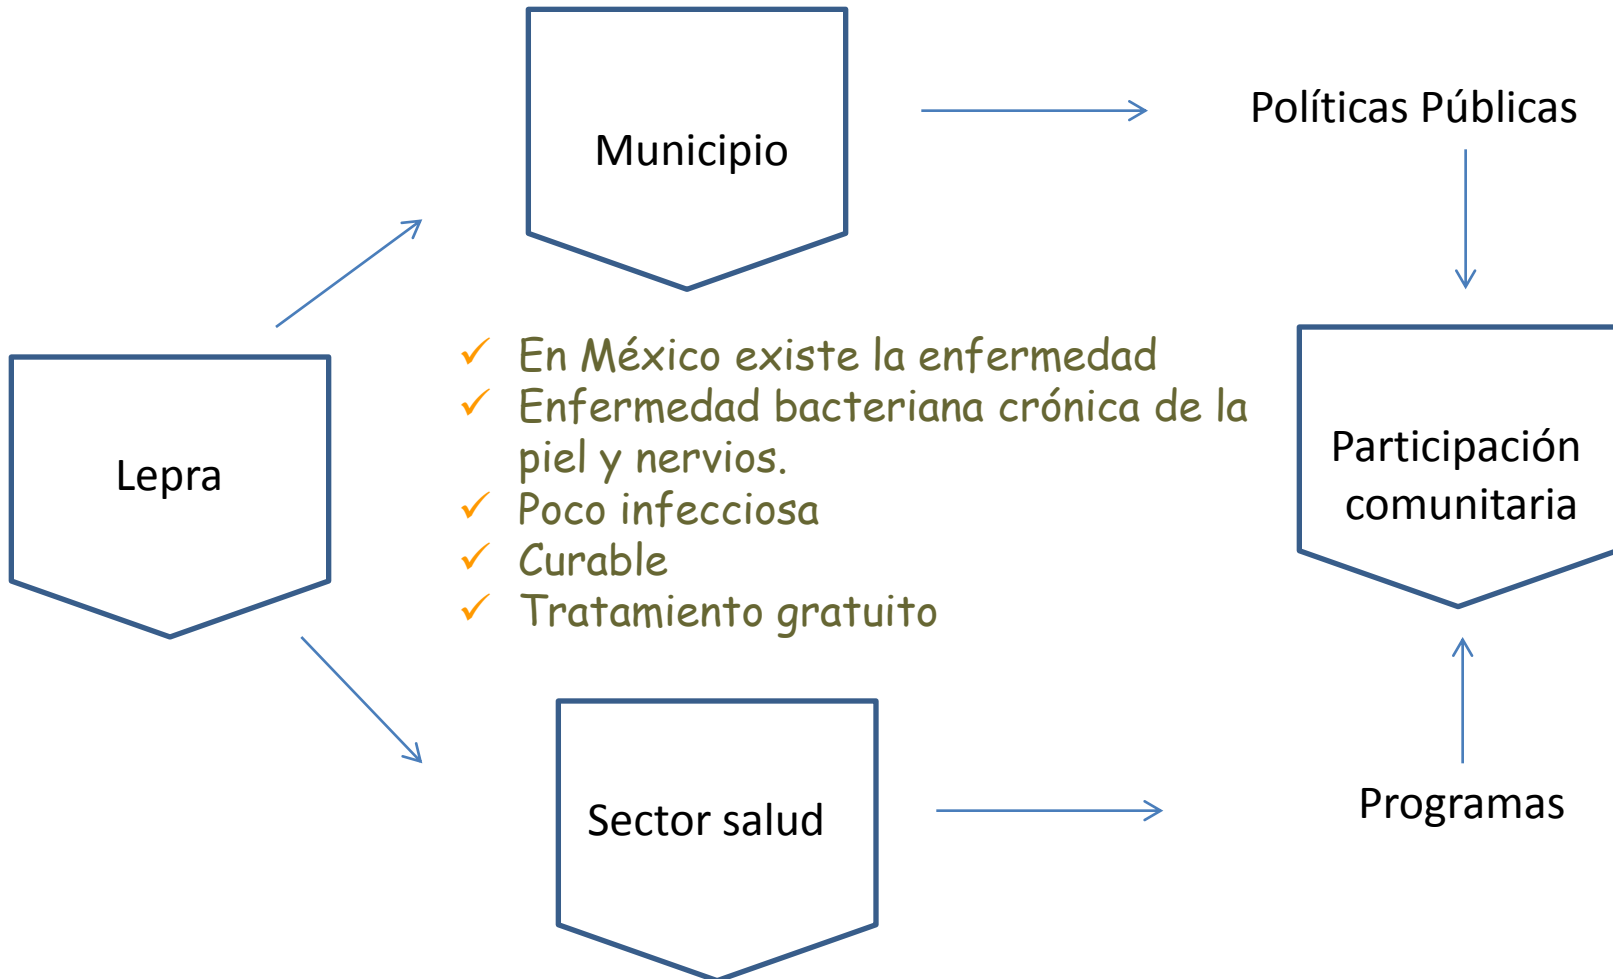 Municipio
Políticas Públicas
Lepra
En México existe la enfermedad
Enfermedad bacteriana crónica de la
piel y nervios.
Poco infecciosa
Curable
Tratamiento gratuito
Participación
comunitaria
Sector salud
Programas